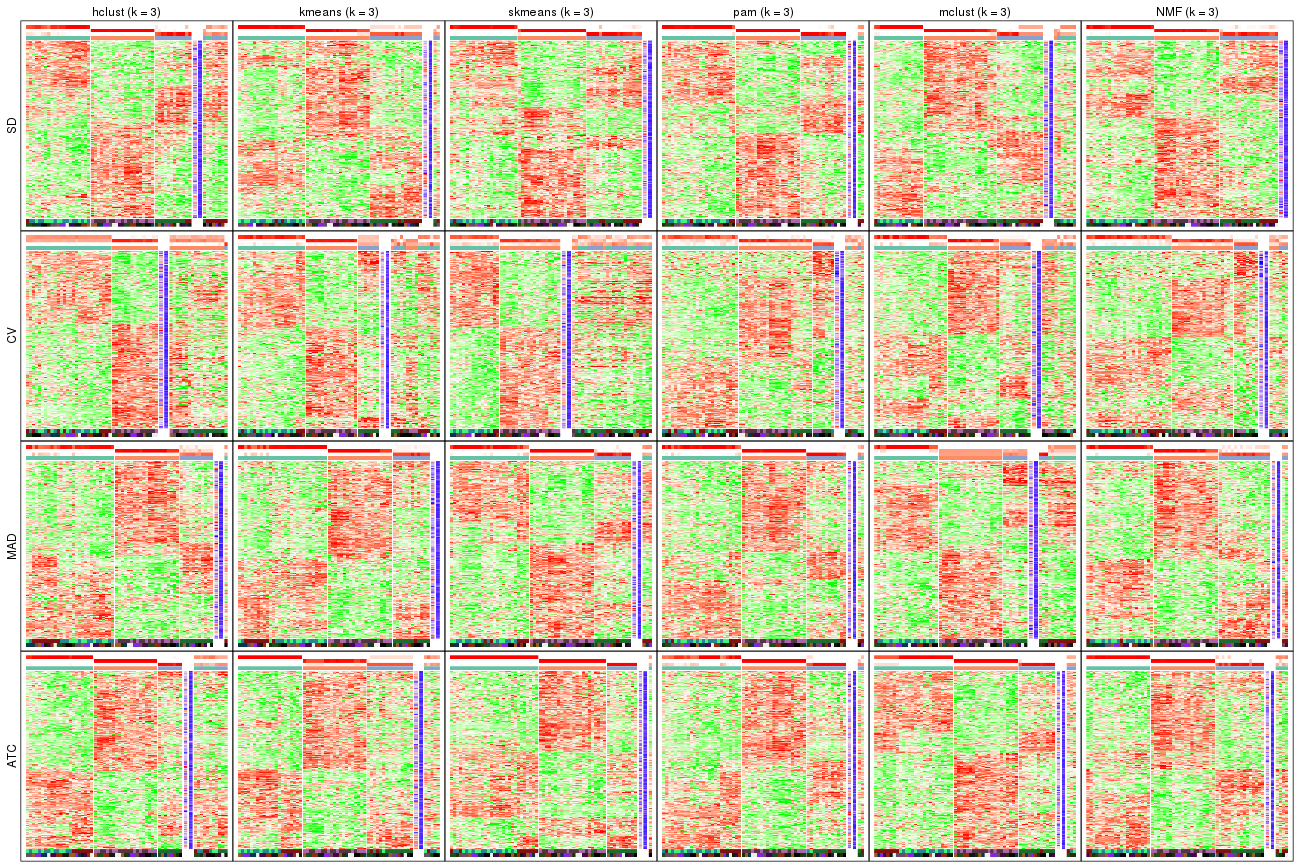 hclust (k = 3) kmeans (k = 3) skmeans (k = 3) pam (k = 3) mclust (k = 3) NMF (k = 3)
SD
CV
MAD
ATC